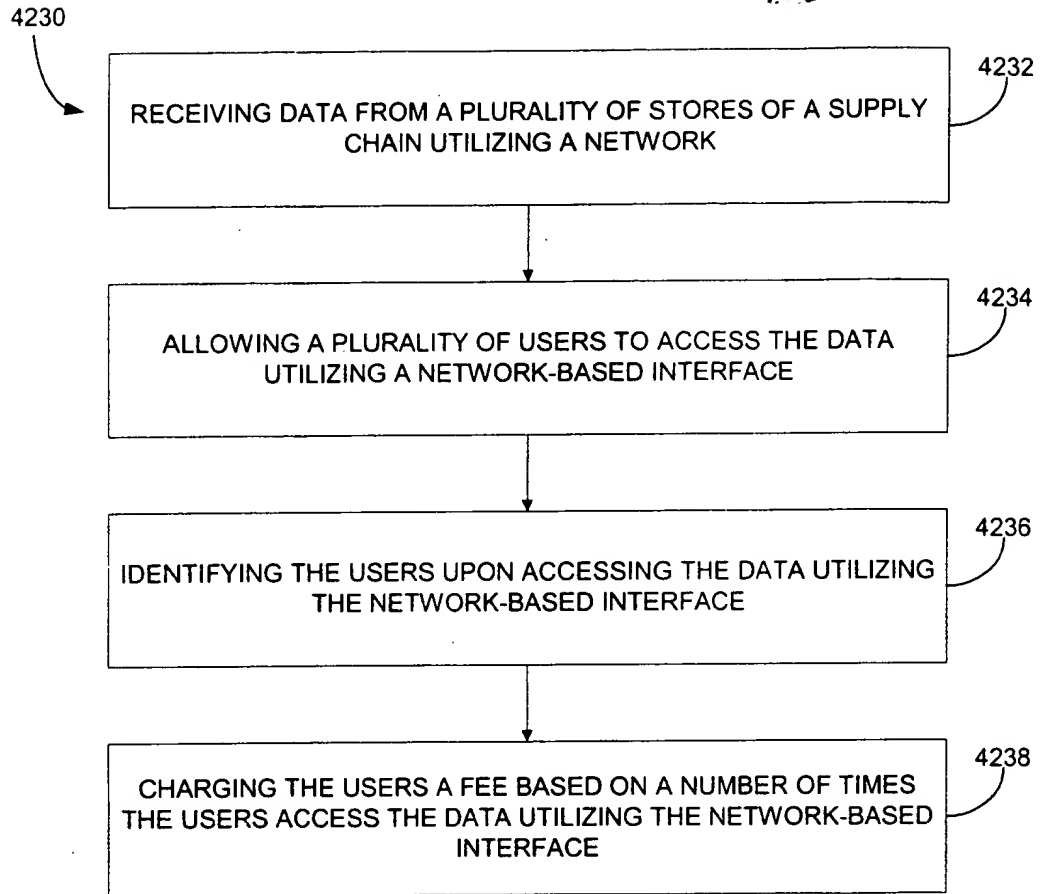 4230
4232
RECEIVING DATA FROM A PLURALITY OF STORES OF A SUPPLY
CHAIN UTILIZING A NETWORK
4234
ALLOWING A PLURALITY OF USERS TO ACCESS THE DATA
UTILIZING A NETWORK-BASED INTERFACE
4236
IDENTIFYING THE USERS UPON ACCESSING THE DATA UTILIZING
THE NETWORK-BASED INTERFACE
4238
CHARGING THE USERS A FEE BASED ON A NUMBER OF TIMES
THE USERS ACCESS THE DATA UTILIZING THE NETWORK-BASED
INTERFACE